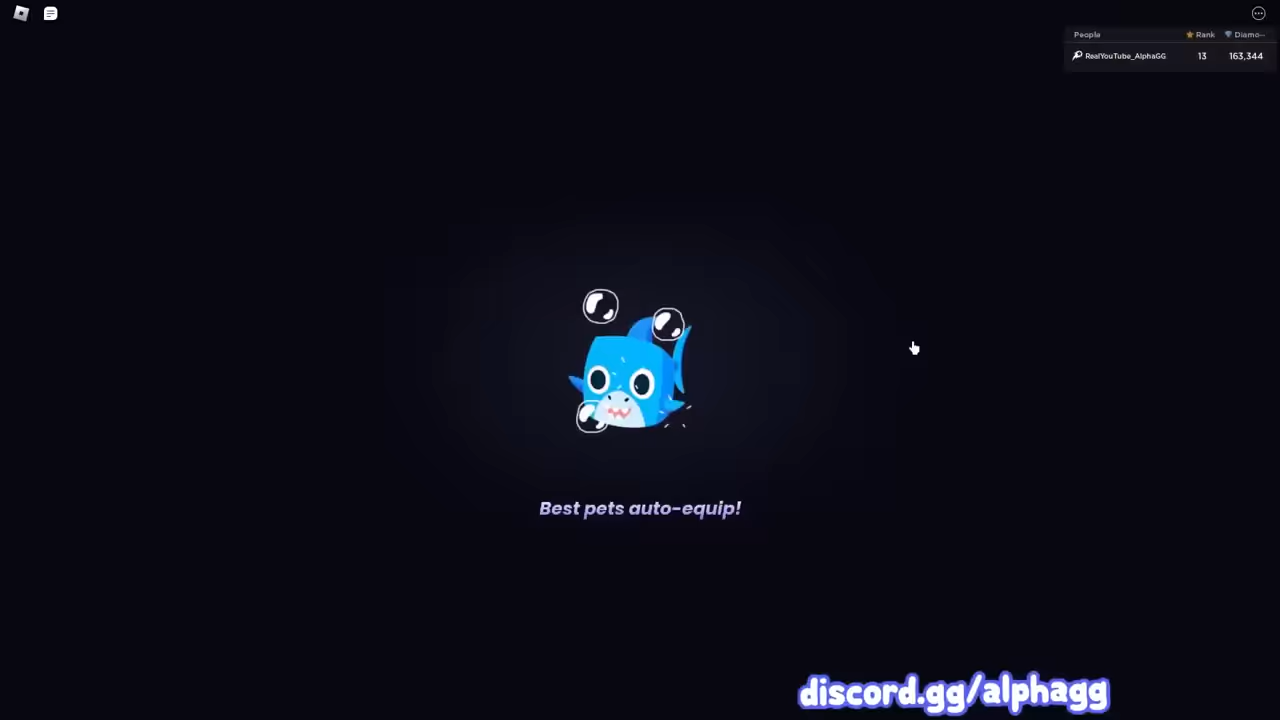 People Rank Diamo--
RealYouTube_AlphaGG 13 163,344
Best pets auto-equip!
discord.gg/alphagg